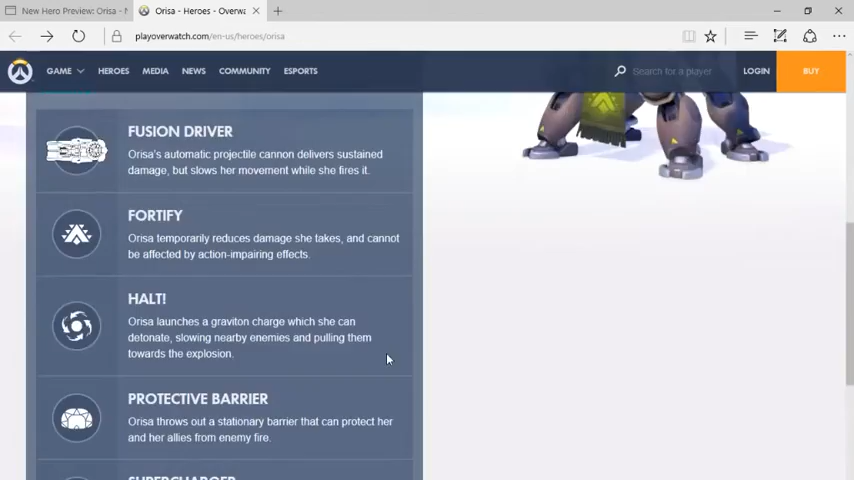 New Hero Preview: Orisa -
Orisa - Heroes - Overwa
playoverwatch.com/en-us/heroes/orisa
GAME HEROES MEDIA NEWS COMMUNITY ESPORTS Search for a player LOGIN BUY
FUSION DRIVER
Orisa's automatic projectile cannon delivers sustained
damage, but slows her movement while she fires it.
FORTIFY
Orisa temporarily reduces damage she takes, and cannot
be affected by action-impairing effects.
HALT!
Orisa launches a graviton charge which she can
detonate, slowing nearby enemies and pulling them
towards the explosion.
PROTECTIVE BARRIER
Orisa throws out a stationary barrier that can protect her
and her allies from enemy fire.
SUPERCHARGER